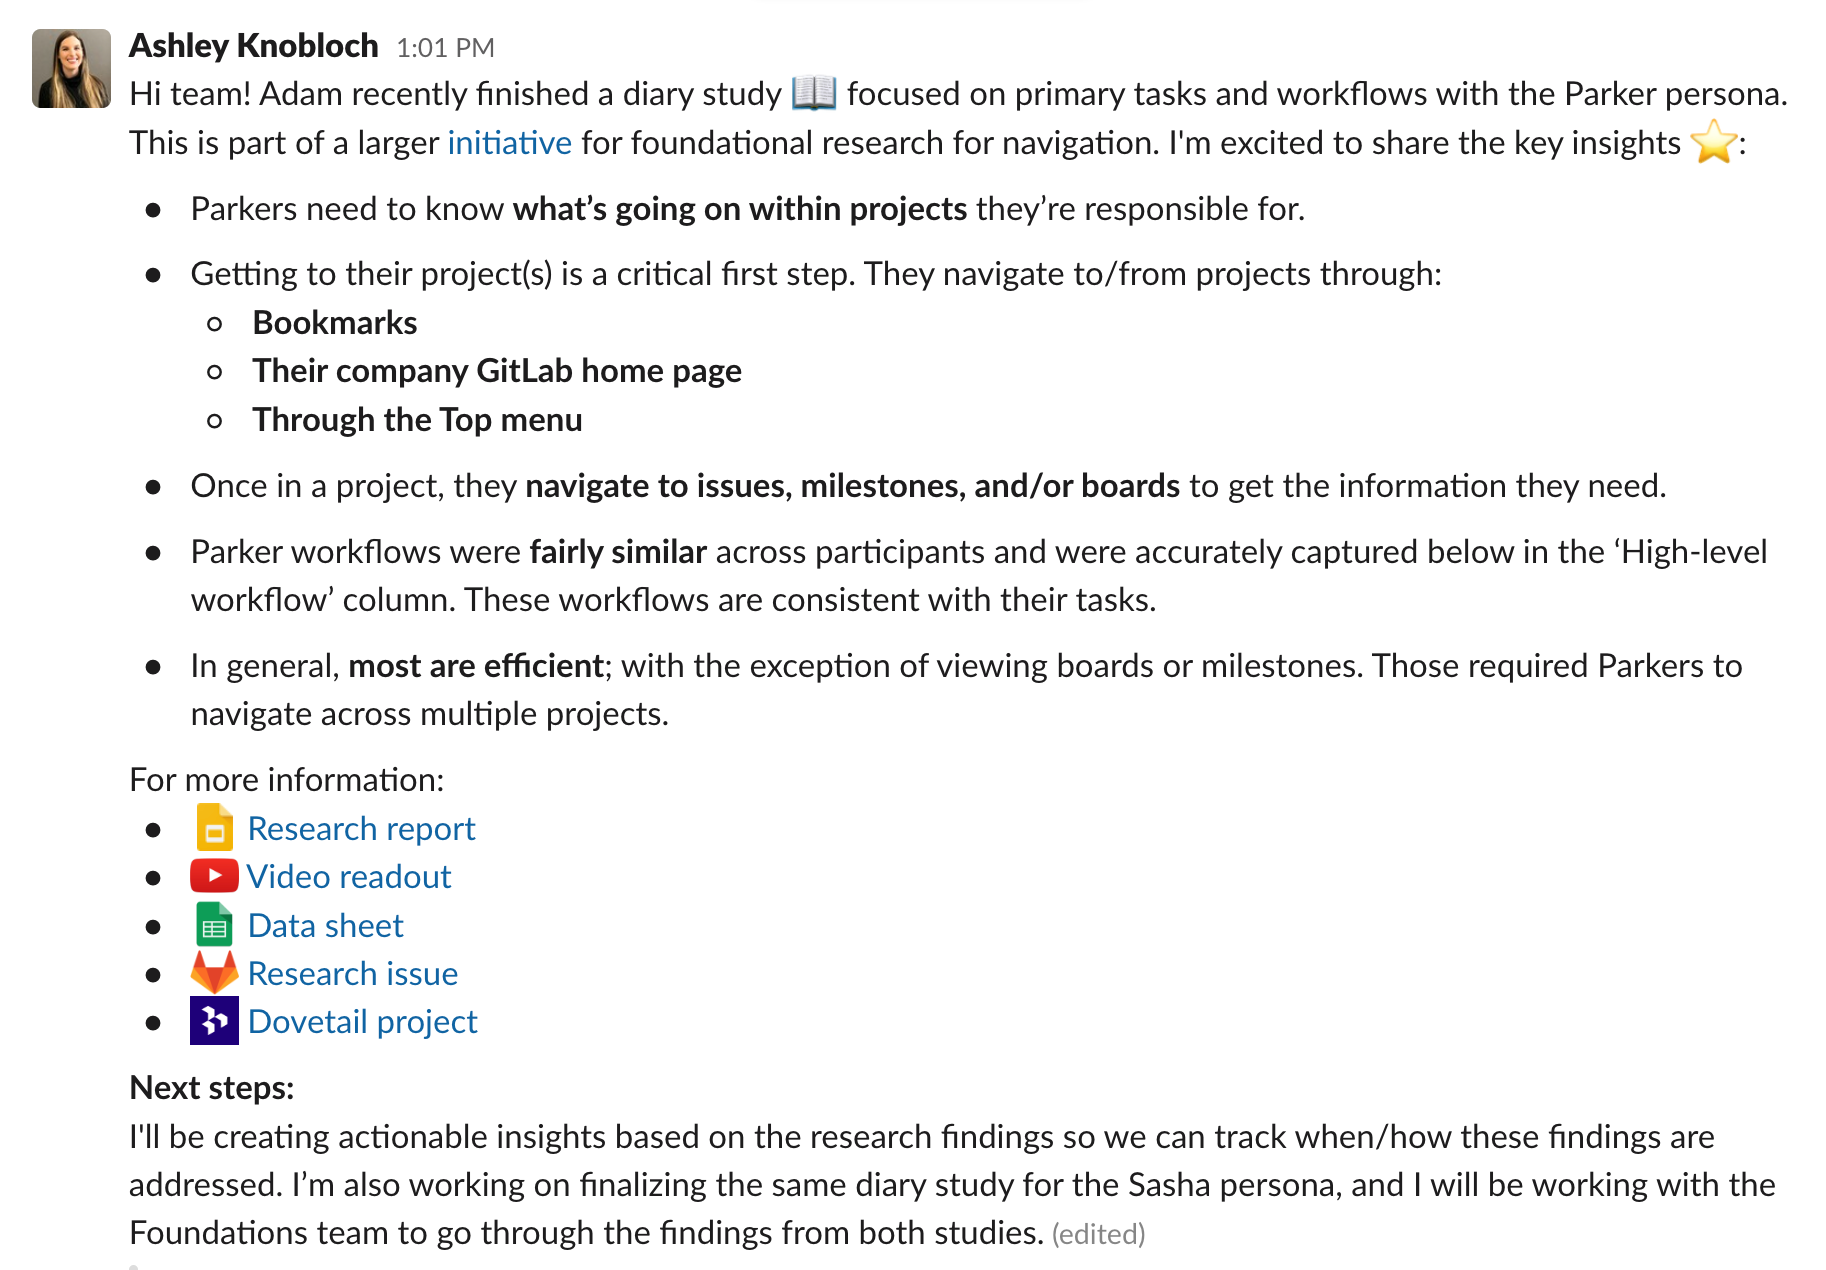 Ashley Knobloch 1:01 PM
Hi team! Adam recently finished a diary study 📖 focused on primary tasks and workflows with the Parker persona.
This is part of a larger initiative for foundational research for navigation. I'm excited to share the key insights ⭐:
● Parkers need to know what’s going on within projects they’re responsible for.
● Getting to their project(s) is a critical first step. They navigate to/from projects through:
○ Bookmarks
○ Their company GitLab home page
○ Through the Top menu
● Once in a project, they navigate to issues, milestones, and/or boards to get the information they need.
● Parker workflows were fairly similar across participants and were accurately captured below in the ‘High-level
workflow’ column. These workflows are consistent with their tasks.
● In general, most are efficient; with the exception of viewing boards or milestones. Those required Parkers to
navigate across multiple projects.
For more information:
● Research report
● Video readout
● Data sheet
● Research issue
● Dovetail project
Next steps:
I'll be creating actionable insights based on the research findings so we can track when/how these findings are
addressed. I’m also working on finalizing the same diary study for the Sasha persona, and I will be working with the
Foundations team to go through the findings from both studies. (edited)